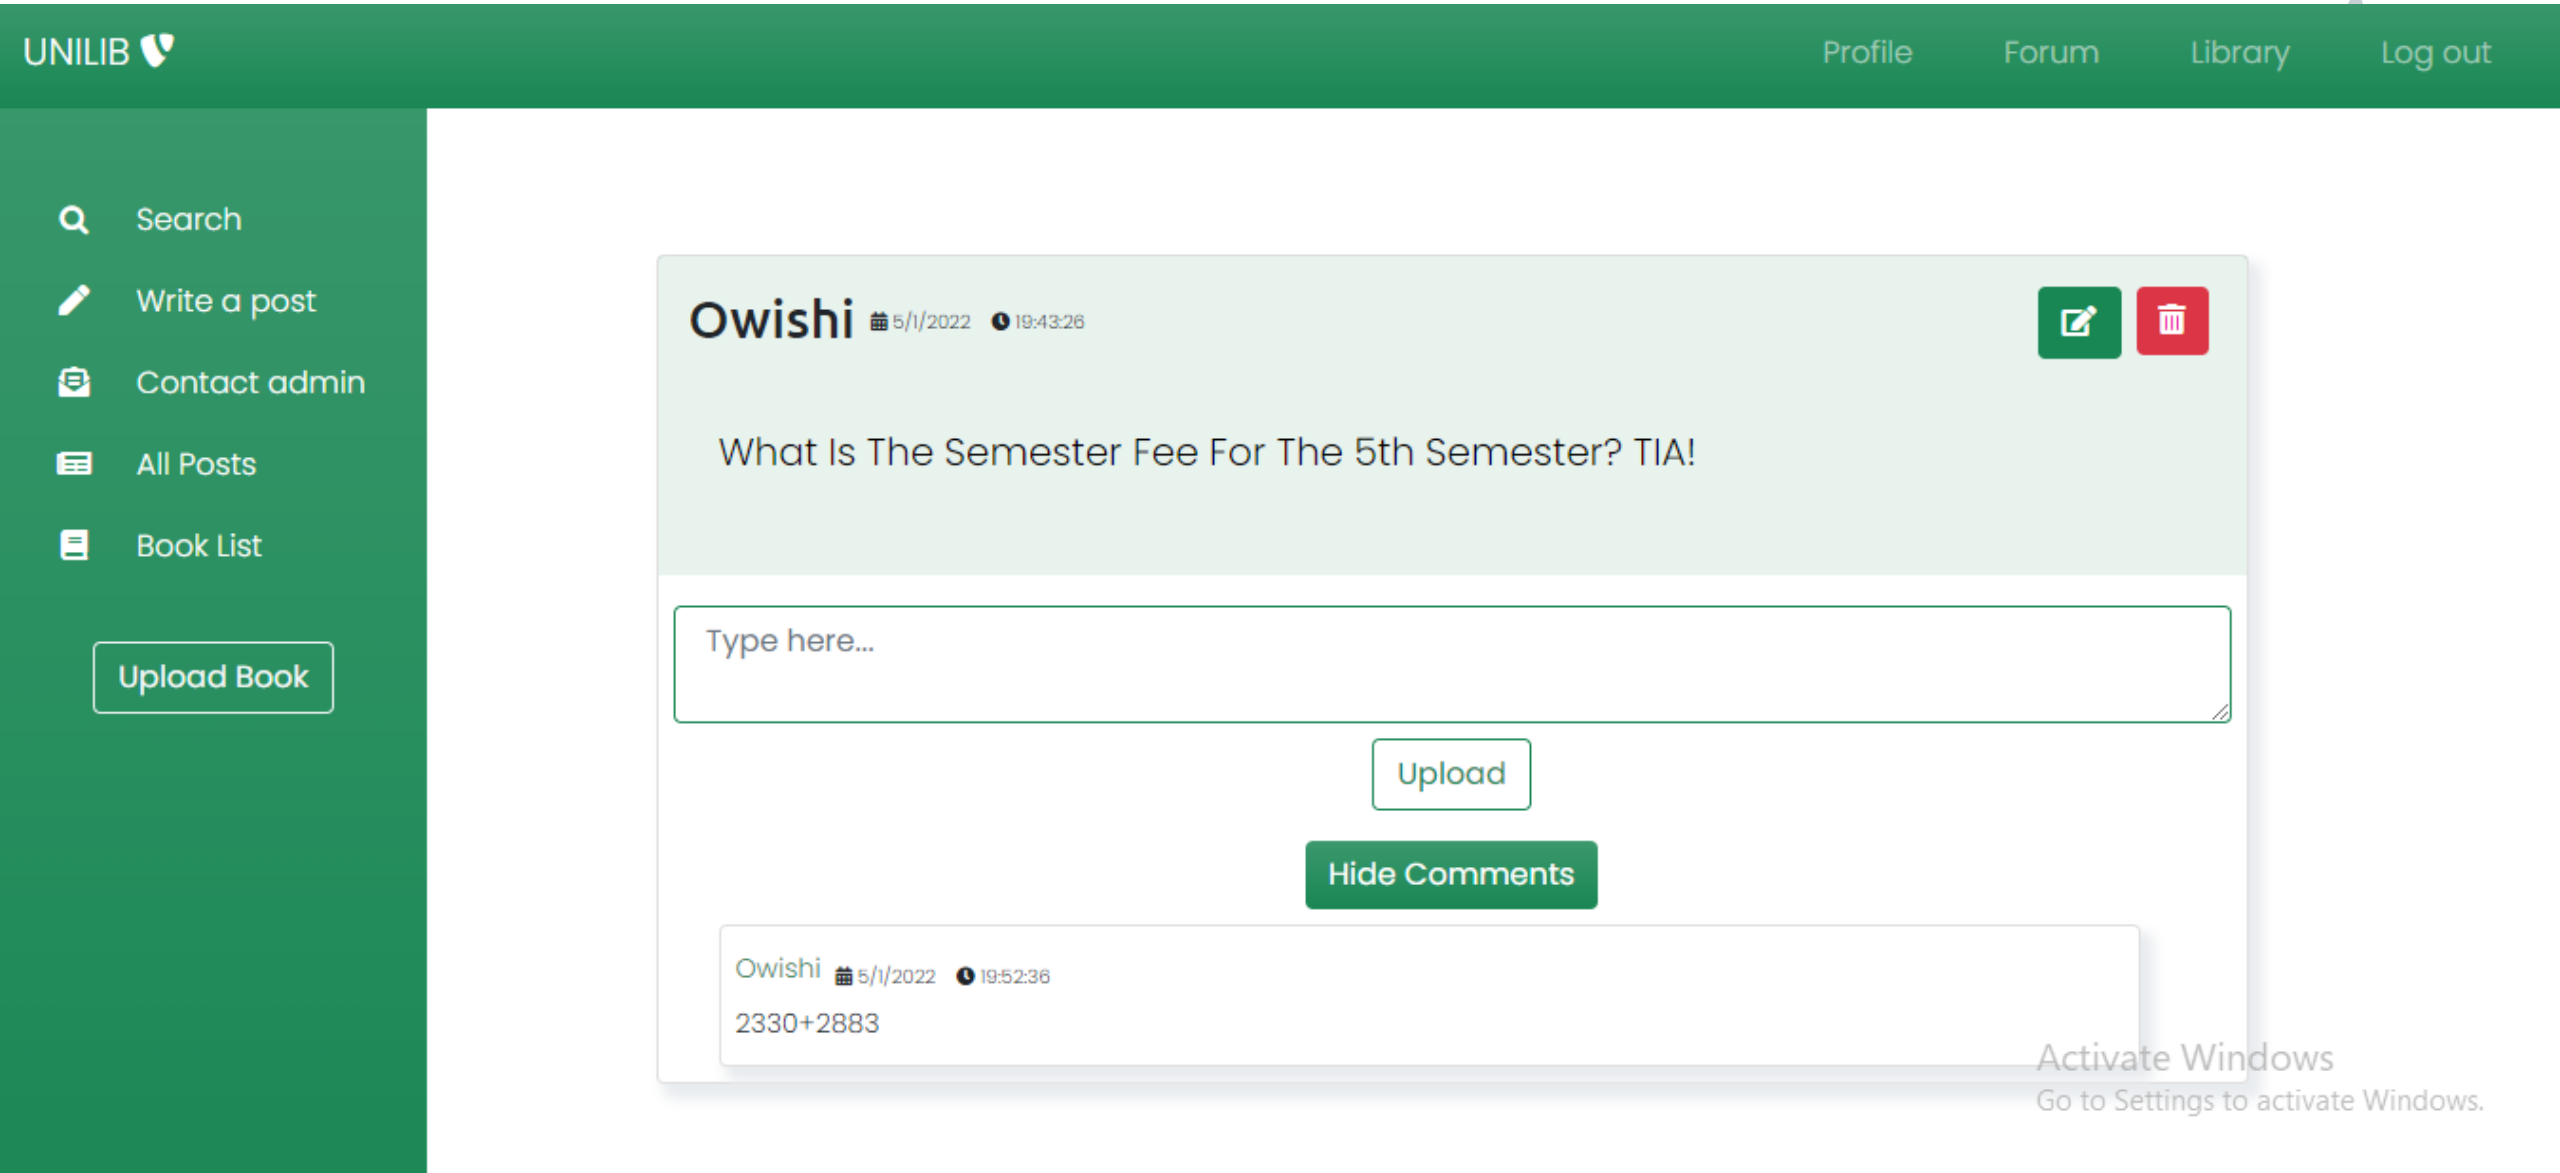 UNILIB
Profile Forum Library Log out
Search
Write a post
Contact admin
All Posts
Book List
Upload Book
Owishi 5/1/2022 19:43:26
What Is The Semester Fee For The 5th Semester? TIA!
Type here...
Upload
Hide Comments
Owishi 5/1/2022 19:52:36
2330+2883
Activate Windows
Go to Settings to activate Windows.